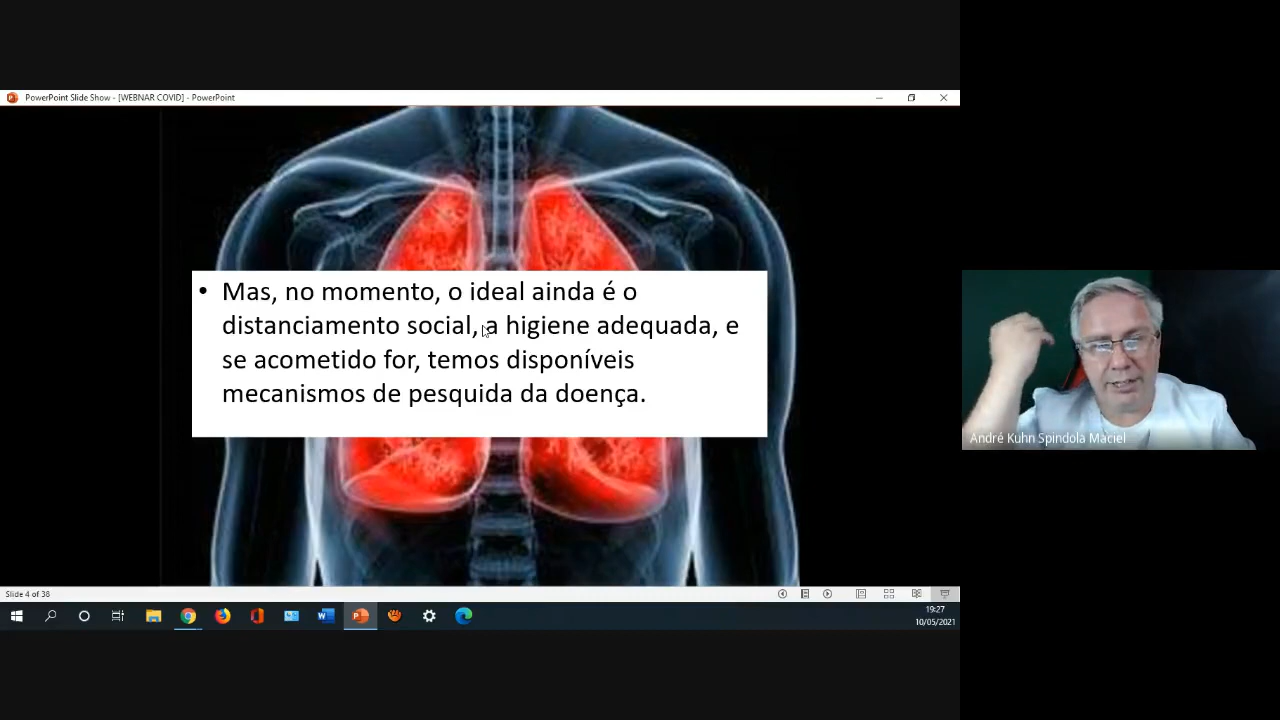 PowerPoint Slide Show - [WEBNAR COVID] - PowerPoint
• Mas, no momento, o ideal ainda é o
distanciamento social, a higiene adequada, e
se acometido for, temos disponíveis
mecanismos de pesquida da doença.
André Kuhn Spindola Maciel
Slide 4 of 38
19:27
10/05/2021